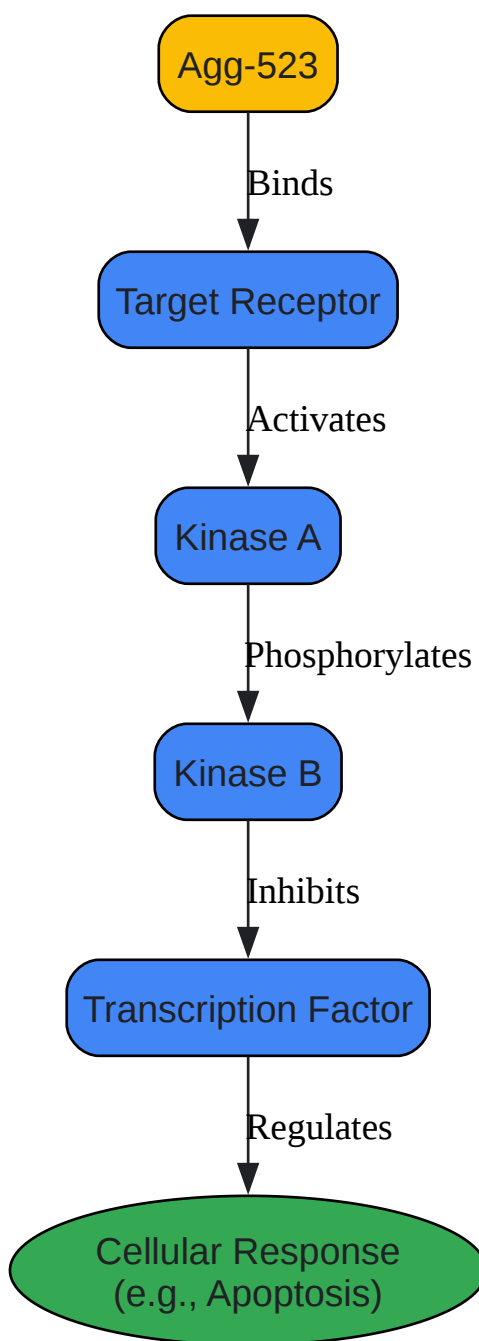 Agg-523
Binds
Target Receptor
Activates
Kinase A
Phosphorylates
Kinase B
Inhibits
Transcription Factor
Regulates
Cellular Response
(e.g., Apoptosis)